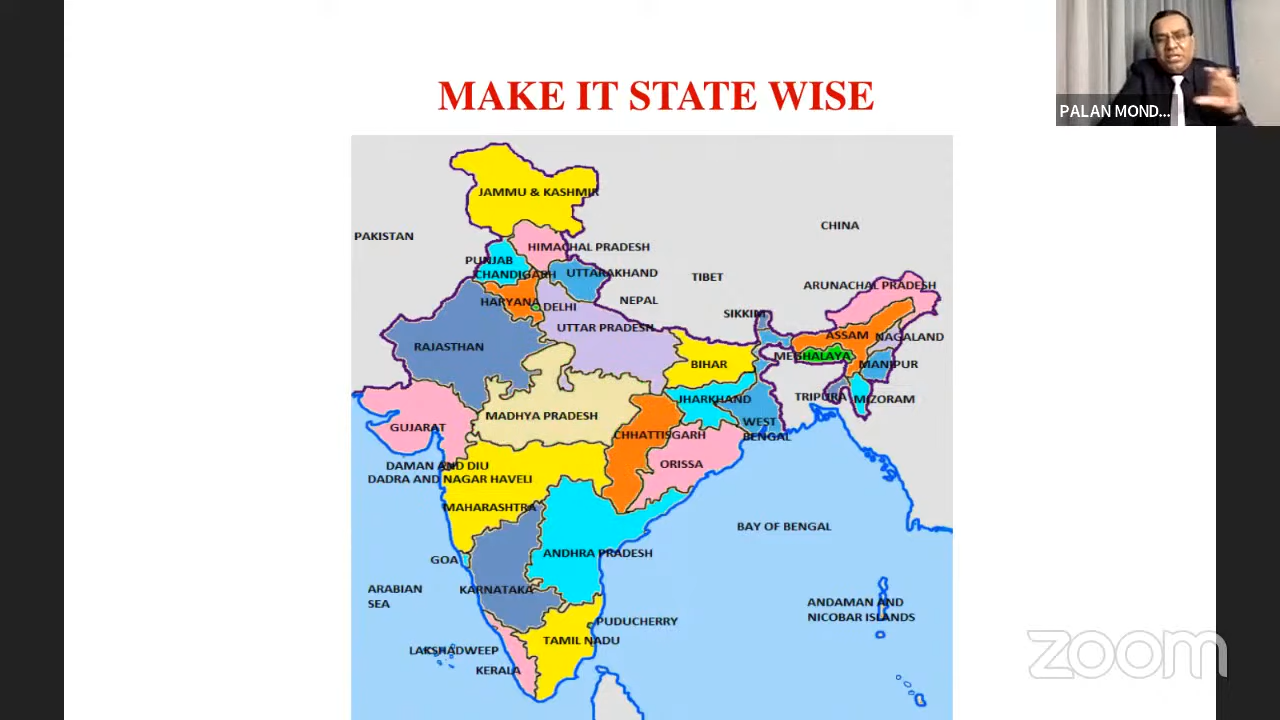 MAKE IT STATE WISE
PALAN MOND...
JAMMU & KASHMIR
CHINA
PAKISTAN
HIMACHAL PRADESH
PUNJAB
CHANDIGARH
UTTARAKHAND
TIBET
ARUNACHAL PRADESH
HARYANA
DELHI
NEPAL
SIKKIM
UTTAR PRADESH
ASSAM
NAGALAND
RAJASTHAN
BIHAR
MEGHALAYA
MANIPUR
JHARKHAND
TRIPURA
MIZORAM
GUJARAT
MADHYA PRADESH
WEST
BENGAL
CHHATTISGARH
ORISSA
DAMAN AND DIU
DADRA AND NAGAR HAVELI
MAHARASHTRA
BAY OF BENGAL
GOA
ANDHRA PRADESH
ARABIAN
SEA
KARNATAKA
ANDAMAN AND
NICOBAR ISLANDS
PUDUCHERRY
TAMIL NADU
LAKSHADWEEP
KERALA
zoom